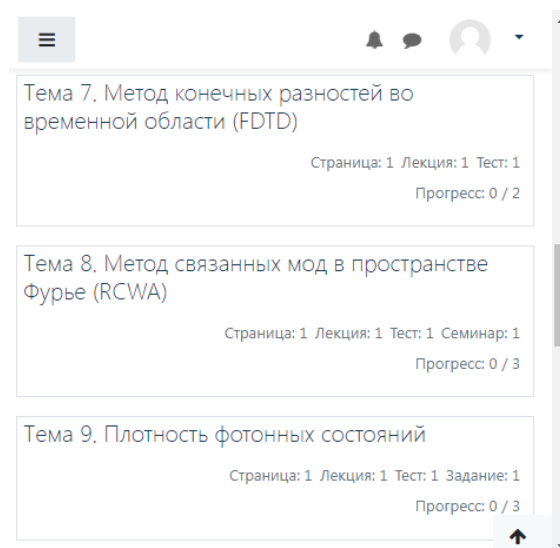 Тема 7. Метод конечных разностей во
временной области (FDTD)
Страница: 1 Лекция: 1 Тест: 1
Прогресс: 0 / 2
Тема 8. Метод связанных мод в пространстве
Фурье (RCWA)
Страница: 1 Лекция: 1 Тест: 1 Семинар: 1
Прогресс: 0 / 3
Тема 9. Плотность фотонных состояний
Страница: 1 Лекция: 1 Тест: 1 Задание: 1
Прогресс: 0 / 3